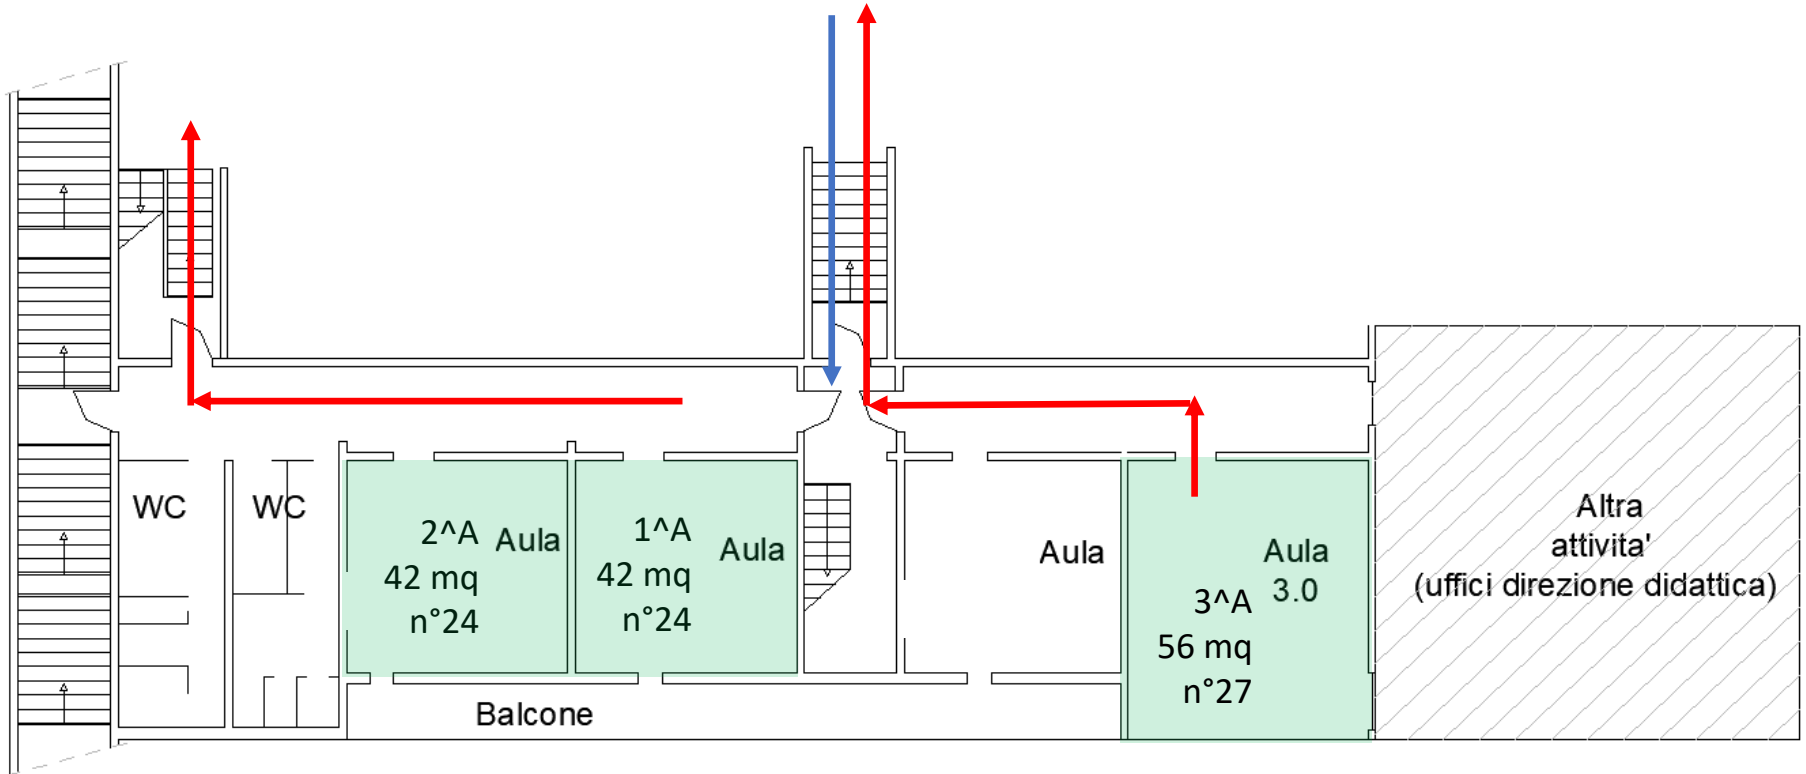 WC
WC
2^A
42 mq
n°24
Aula
1^A
42 mq
n°24
Aula
Aula
Aula
3.0
3^A
56 mq
n°27
Altra
attivita'
(uffici direzione didattica)
Balcone